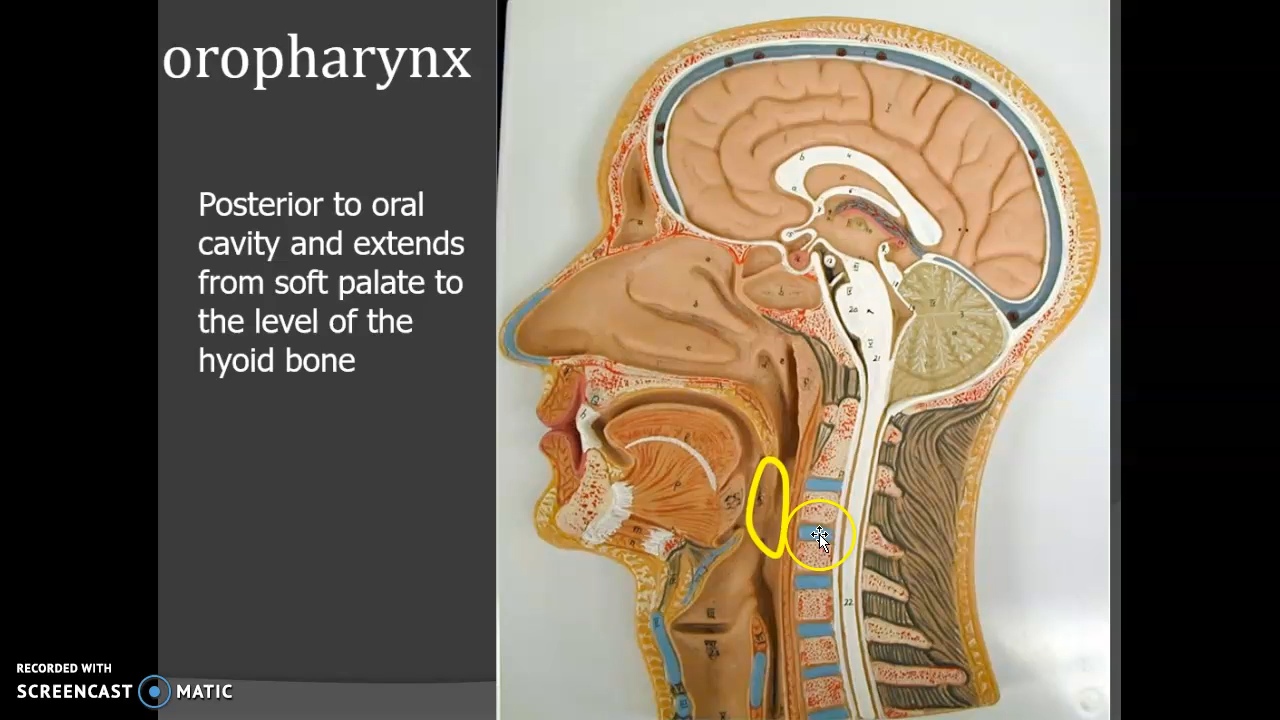 oropharynx
Posterior to oral
cavity and extends
from soft palate to
the level of the
hyoid bone
22
RECORDED WITH
SCREENCAST MATIC